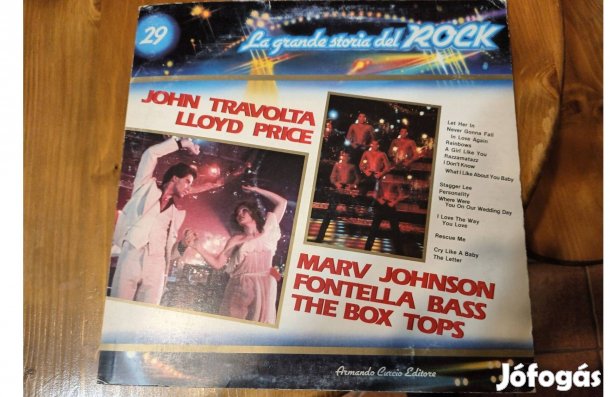 29
La grande storia del ROCK
JOHN TRAVOLTA
LLOYD PRICE
Let Her In
Never Gonna Fall
In Love Again
Rainbows
A Girl Like You
Razzamatazz
I Don't Know
What I Like About You Baby
Stagger Lee
Personality
Where Were
You On Our Wedding Day
I Love The Way
You Love
Rescue Me
Cry Like A Baby
The Letter
MARV JOHNSON
FONTELLA BASS
THE BOX TOPS
Armando Curcio Editore
Jófogás